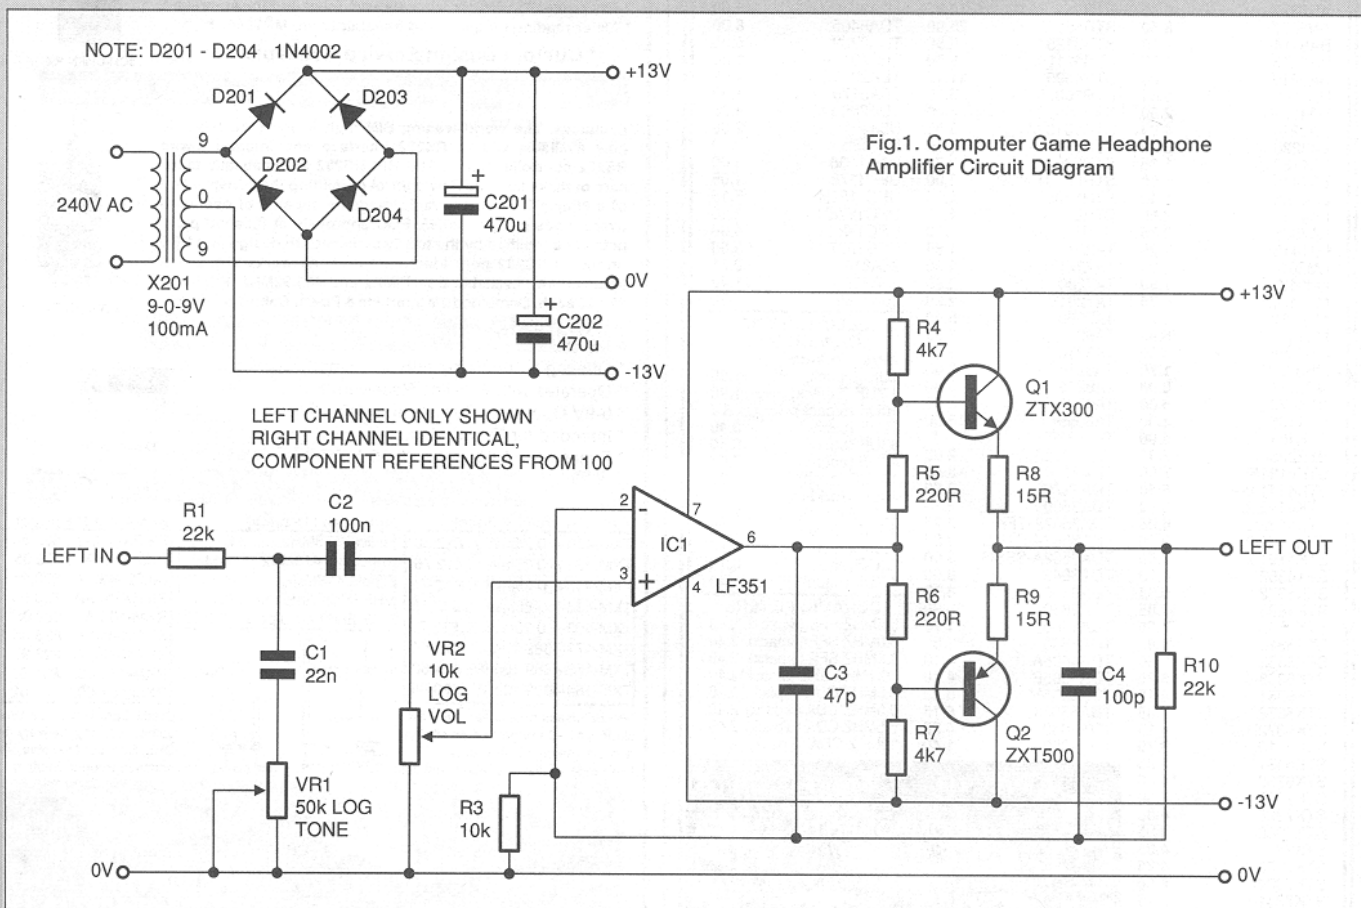 NOTE: D201 - D204 1N4002
+13V
D201
D203
9
D202
0
240V AC
D204
9
+
C201
470u
X201
9-0-9V
100mA
0V
+
C202
470u
-13V
Fig.1. Computer Game Headphone
Amplifier Circuit Diagram
LEFT CHANNEL ONLY SHOWN
RIGHT CHANNEL IDENTICAL,
COMPONENT REFERENCES FROM 100
+13V
R4
4k7
Q1
ZTX300
R5
220R
R8
15R
R1
22k
C2
100n
LEFT IN
2
-
7
IC1
6
3
+
4
LF351
LEFT OUT
R6
220R
R9
15R
C1
22n
VR2
10k
LOG
VOL
C3
47p
C4
100p
R10
22k
R7
4k7
Q2
ZXT500
VR1
50k LOG
TONE
R3
10k
-13V
0V
0V